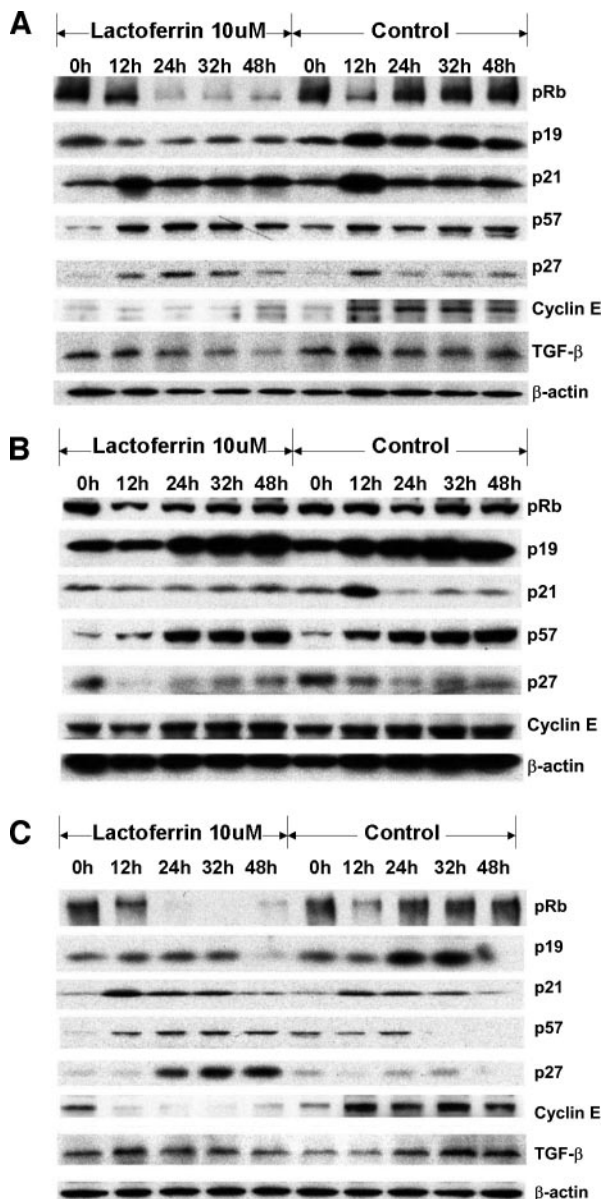 A
Lactoferrin 10uM Control
0h 12h 24h 32h 48h 0h 12h 24h 32h 48h
pRb
p19
p21
p57
p27
Cyclin E
TGF-β
β-actin
B
Lactoferrin 10uM Control
0h 12h 24h 32h 48h 0h 12h 24h 32h 48h
pRb
p19
p21
p57
p27
Cyclin E
β-actin
C
Lactoferrin 10uM Control
0h 12h 24h 32h 48h 0h 12h 24h 32h 48h
pRb
p19
p21
p57
p27
Cyclin E
TGF-β
β-actin